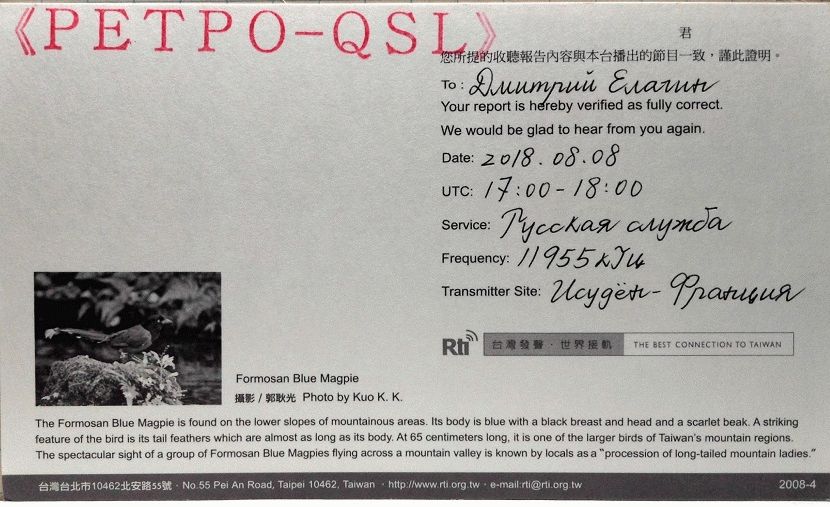 《РЕТРО-QSL》
君
您所提的收聽報告內容與本台播出的節目一致，謹此證明。
To : Дмитрий Елагин
Your report is hereby verified as fully correct.
We would be glad to hear from you again.
Date: 2018.08.08
UTC: 17:00-18:00
Service: Русская служба
Frequency: 11955 кГц
Transmitter Site: Исудён-Франция
Rti 台灣發聲·世界接軌 THE BEST CONNECTION TO TAIWAN
Formosan Blue Magpie
攝影 / 郭耿光 Photo by Kuo K. K.
The Formosan Blue Magpie is found on the lower slopes of mountainous areas. Its body is blue with a black breast and head and a scarlet beak. A striking
feature of the bird is its tail feathers which are almost as long as its body. At 65 centimeters long, it is one of the larger birds of Taiwan's mountain regions.
The spectacular sight of a group of Formosan Blue Magpies flying across a mountain valley is known by locals as a "procession of long-tailed mountain ladies."
台灣台北市10462北安路55號 · No.55 Pei An Road, Taipei 10462, Taiwan · http://www.rti.org.tw · e-mail:rti@rti.org.tw 2008-4